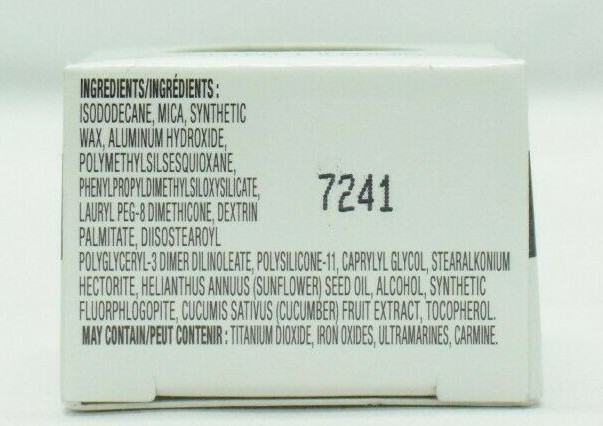 INGREDIENTS/INGRÉDIENTS:
ISODODECANE, MICA, SYNTHETIC
WAX, ALUMINUM HYDROXIDE,
POLYMETHYLSILSESQUIOXANE,
PHENYLPROPYLDIMETHYLSILOXYSILICATE,
LAURYL PEG-8 DIMETHICONE, DEXTRIN
PALMITATE, DIISOSTEAROYL
POLYGLYCERYL-3 DIMER DILINOLEATE, POLYSILICONE-11, CAPRYLYL GLYCOL, STEARALKONIUM
HECTORITE, HELIANTHUS ANNUUS (SUNFLOWER) SEED OIL, ALCOHOL, SYNTHETIC
FLUORPHLOGOPITE, CUCUMIS SATIVUS (CUCUMBER) FRUIT EXTRACT, TOCOPHEROL.
MAY CONTAIN/PEUT CONTENIR: TITANIUM DIOXIDE, IRON OXIDES, ULTRAMARINES, CARMINE.
7241